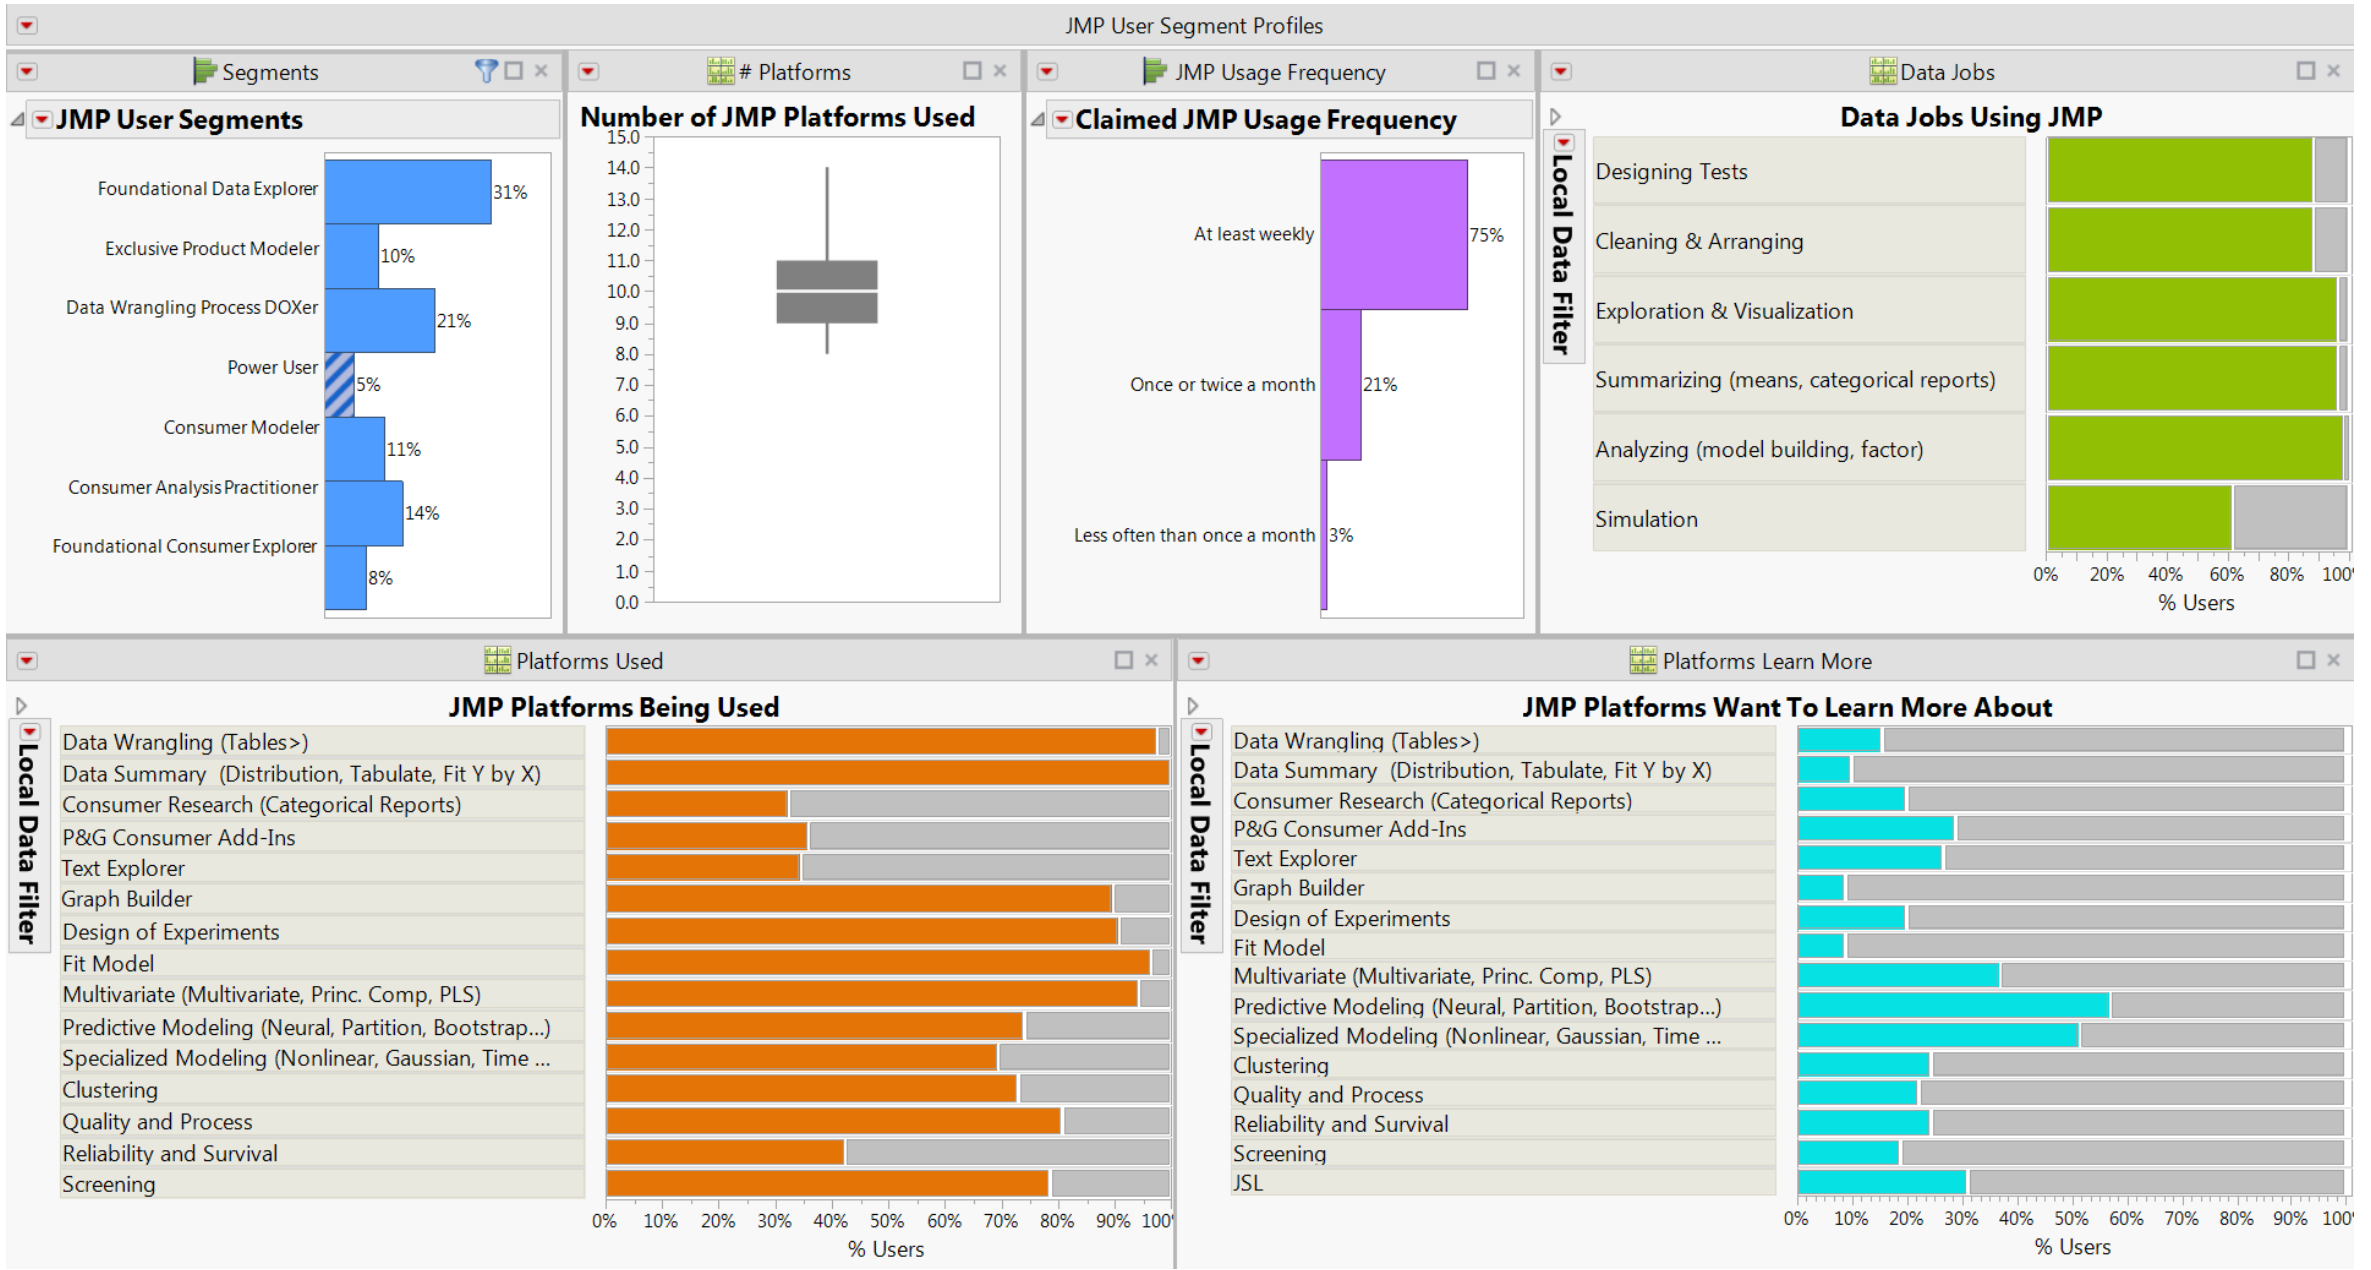 JMP User Segment Profiles
Segments
# Platforms
JMP Usage Frequency
Data Jobs
JMP User Segments
Foundational Data Explorer
31%
Exclusive Product Modeler
10%
Data Wrangling Process DOXer
21%
Power User
5%
Consumer Modeler
11%
Consumer Analysis Practitioner
14%
Foundational Consumer Explorer
8%
Number of JMP Platforms Used
15.0
14.0
13.0
12.0
11.0
10.0
9.0
8.0
7.0
6.0
5.0
4.0
3.0
2.0
1.0
0.0
Claimed JMP Usage Frequency
At least weekly
75%
Once or twice a month
21%
Less often than once a month
3%
Data Jobs Using JMP
Local Data Filter
Designing Tests
Cleaning & Arranging
Exploration & Visualization
Summarizing (means, categorical reports)
Analyzing (model building, factor)
Simulation
0% 20% 40% 60% 80% 100%
% Users
Platforms Used
JMP Platforms Being Used
Local Data Filter
Data Wrangling (Tables>)
Data Summary (Distribution, Tabulate, Fit Y by X)
Consumer Research (Categorical Reports)
P&G Consumer Add-Ins
Text Explorer
Graph Builder
Design of Experiments
Fit Model
Multivariate (Multivariate, Princ. Comp, PLS)
Predictive Modeling (Neural, Partition, Bootstrap...)
Specialized Modeling (Nonlinear, Gaussian, Time ...
Clustering
Quality and Process
Reliability and Survival
Screening
0% 10% 20% 30% 40% 50% 60% 70% 80% 90% 100%
% Users
Platforms Learn More
JMP Platforms Want To Learn More About
Local Data Filter
Data Wrangling (Tables>)
Data Summary (Distribution, Tabulate, Fit Y by X)
Consumer Research (Categorical Reports)
P&G Consumer Add-Ins
Text Explorer
Graph Builder
Design of Experiments
Fit Model
Multivariate (Multivariate, Princ. Comp, PLS)
Predictive Modeling (Neural, Partition, Bootstrap...)
Specialized Modeling (Nonlinear, Gaussian, Time ...
Clustering
Quality and Process
Reliability and Survival
Screening
JSL
0% 10% 20% 30% 40% 50% 60% 70% 80% 90% 100%
% Users